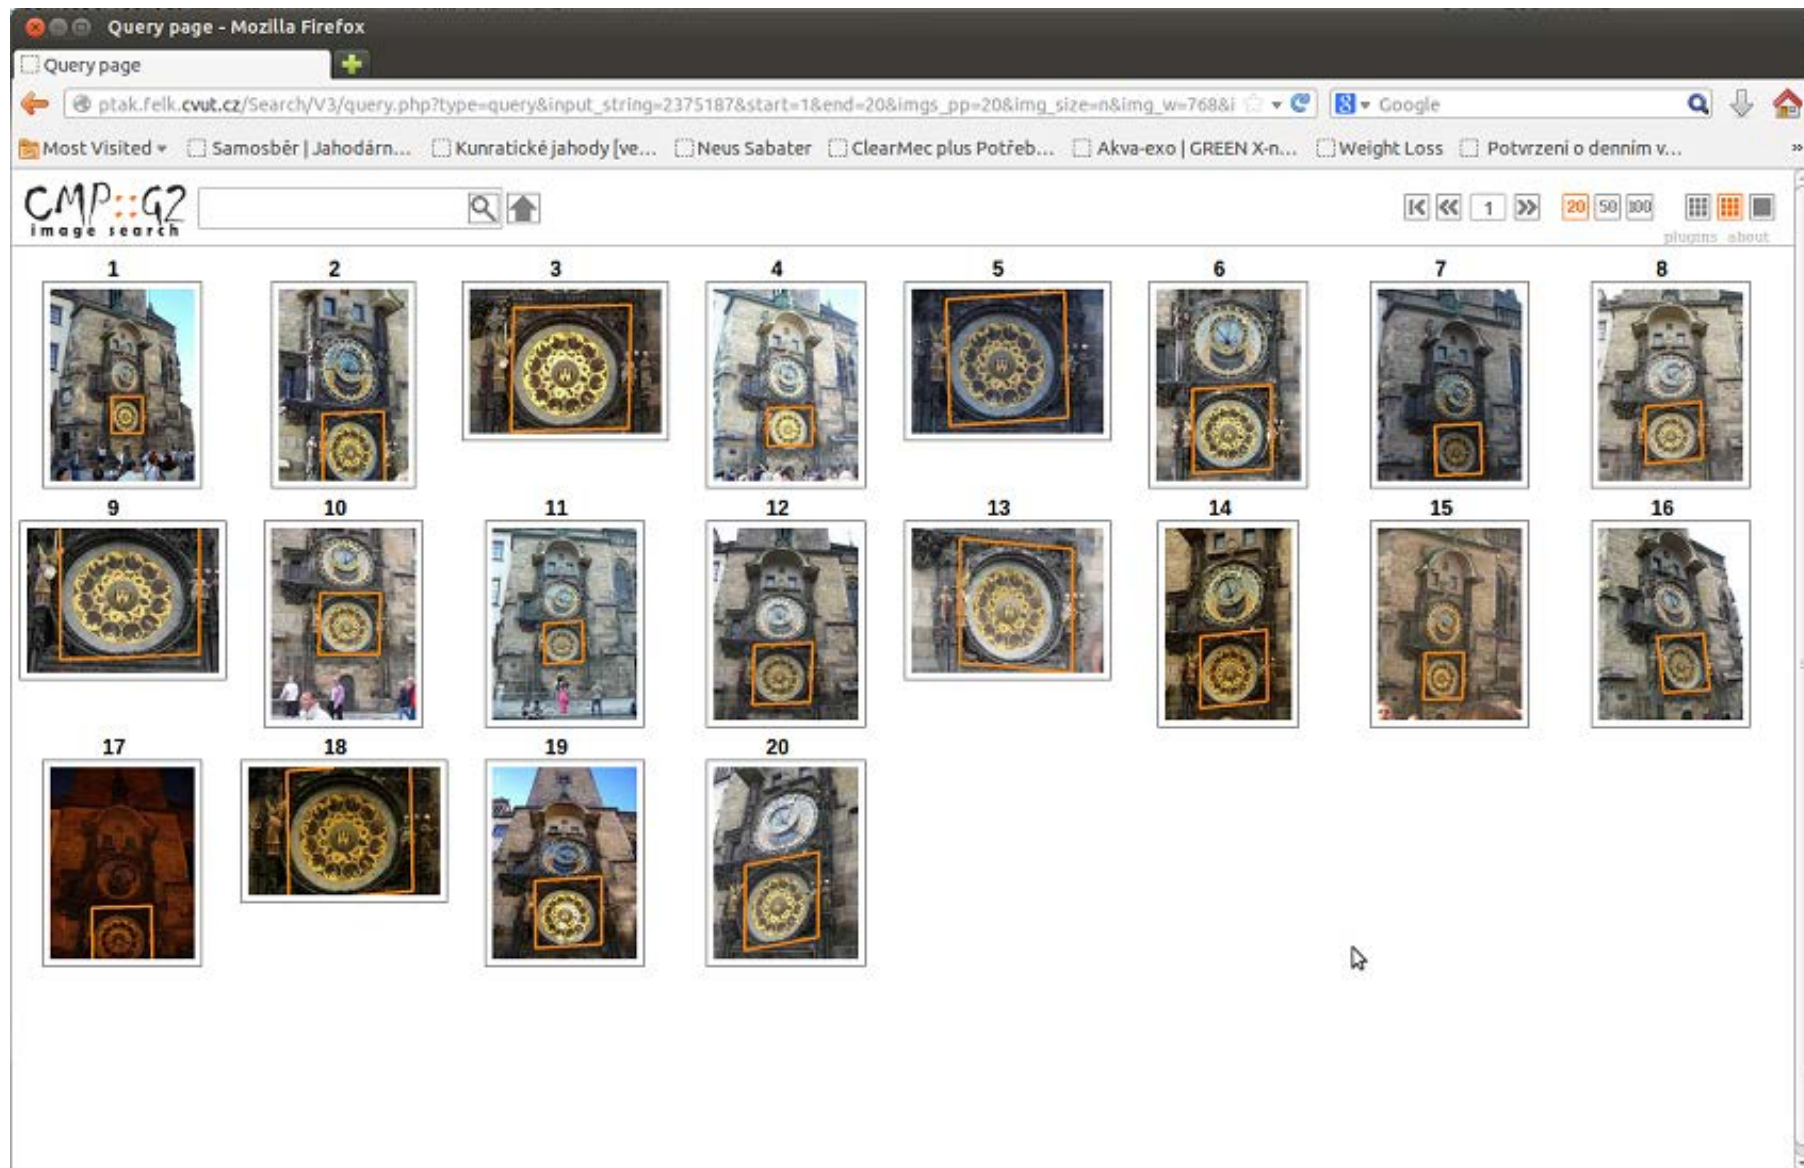 Query page - Mozilla Firefox
Query page
ptak.felk.cvut.cz/Search/V3/query.php?type=query&input_string=2375187&start=1&end=20&imgs_pp=20&img_size=n&img_w=768&i
Google
Most Visited Samosběr | Jahodárn... Kunratické jahody [ve... Neus Sabater ClearMec plus Potřeb... Akva-exo | GREEN X-n... Weight Loss Potvrzení o denním v... »
CMP::G2
image search
1 20 50 100
plugins about
1 2 3 4 5 6 7 8
9 10 11 12 13 14 15 16
17 18 19 20